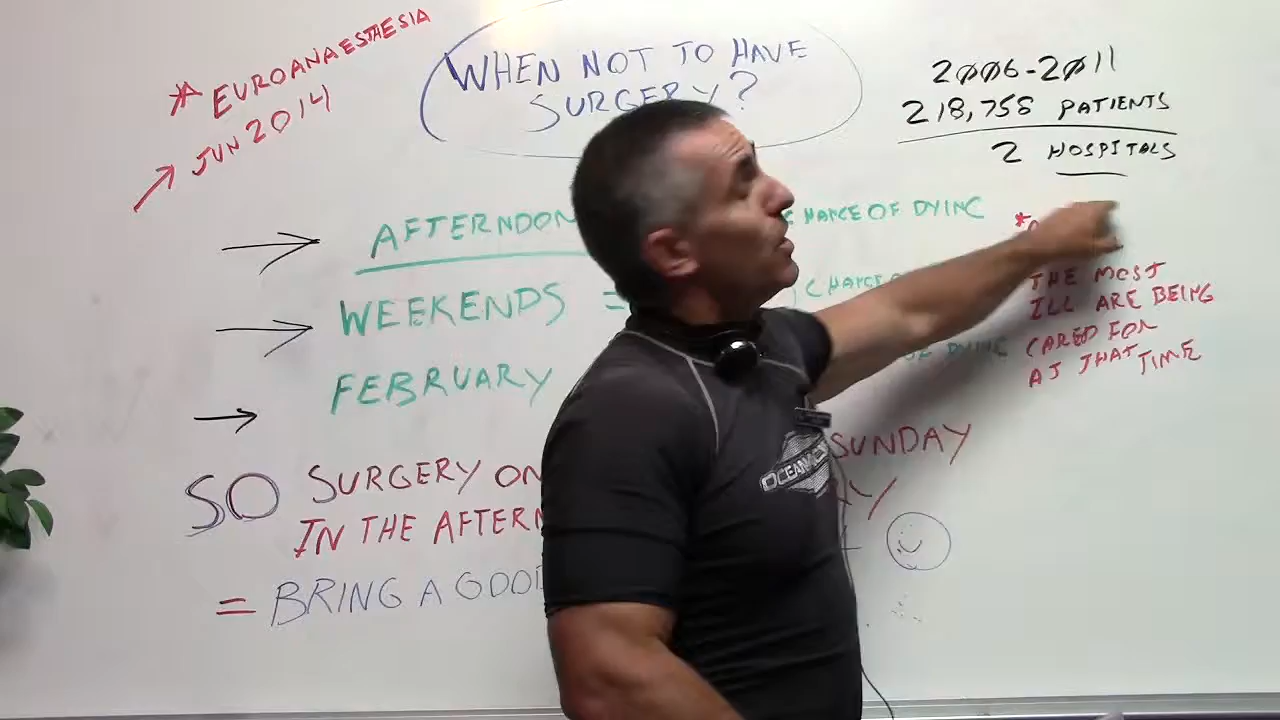 * EUROANAESTHESIA
JUN 2014
WHEN NOT TO HAVE
SURGERY?
2006-2011
218,758 PATIENTS
2 HOSPITALS
AFTERNOON
CHANCE OF DYING
WEEKENDS =
FEBRUARY
OF DYING
*
THE MOST
ILL ARE BEING
CARED FOR
AT THAT TIME
SO SURGERY ON
SUNDAY
IN THE AFTERN
= BRING A GOOD